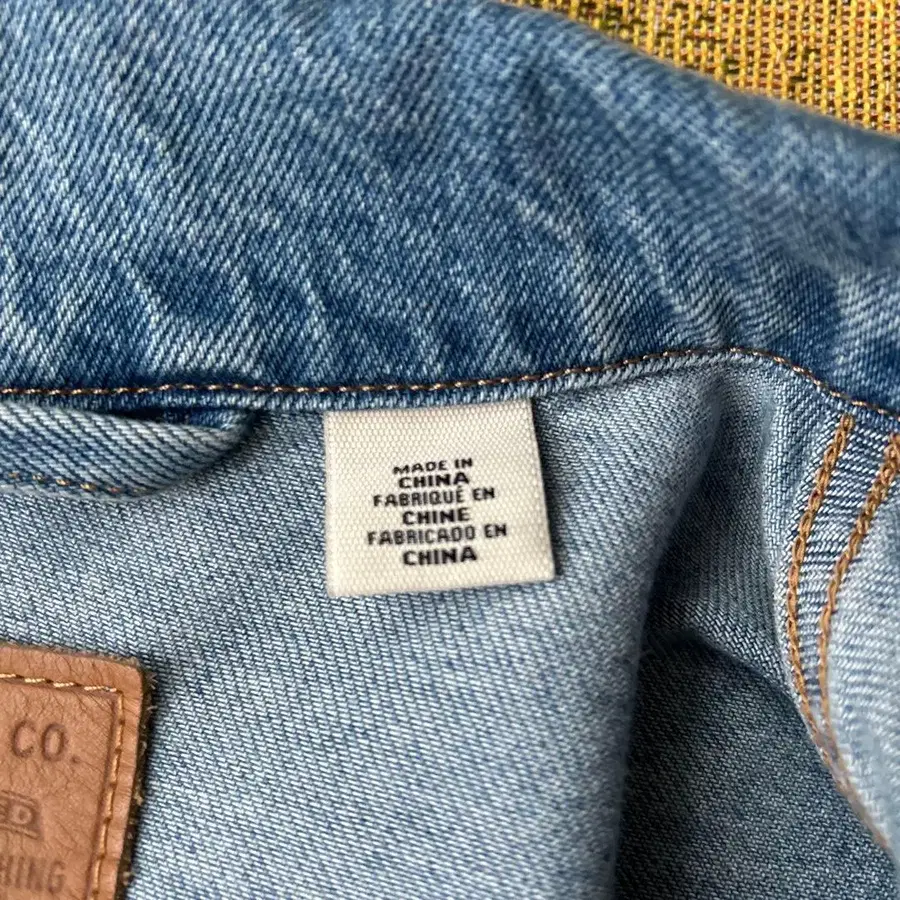 MADE IN
CHINA
FABRIQUÉ EN
CHINE
FABRICADO EN
CHINA
CO.